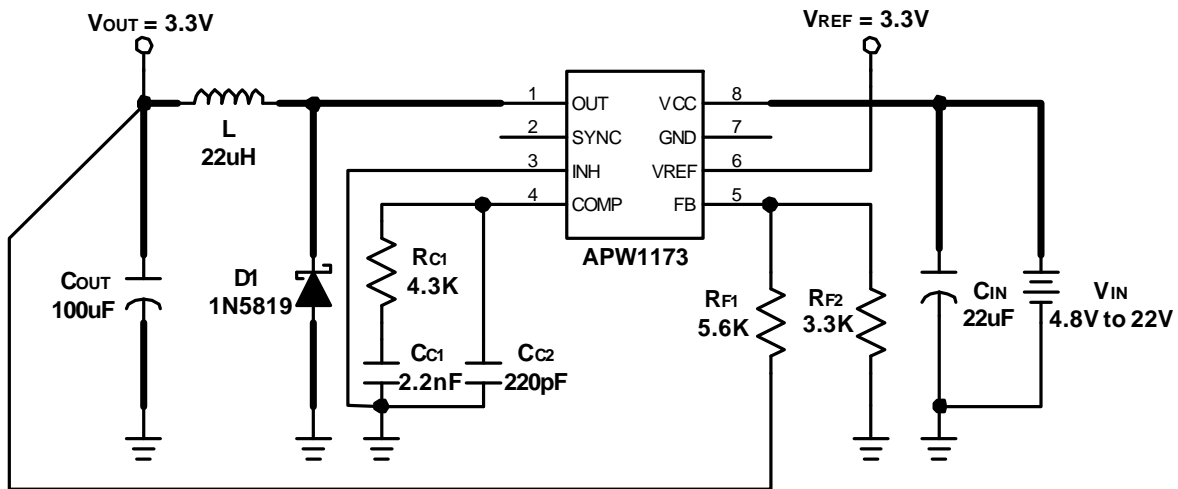 VOUT = 3.3V
VREF = 3.3V
1 OUT VCC 8
2 SYNC GND 7
3 INH VREF 6
4 COMP FB 5
APW1173
L
22uH
COUT
100uF
D1
1N5819
RC1
4.3K
CC1
2.2nF
CC2
220pF
RF1
5.6K
RF2
3.3K
CIN
22uF
VIN
4.8V to 22V